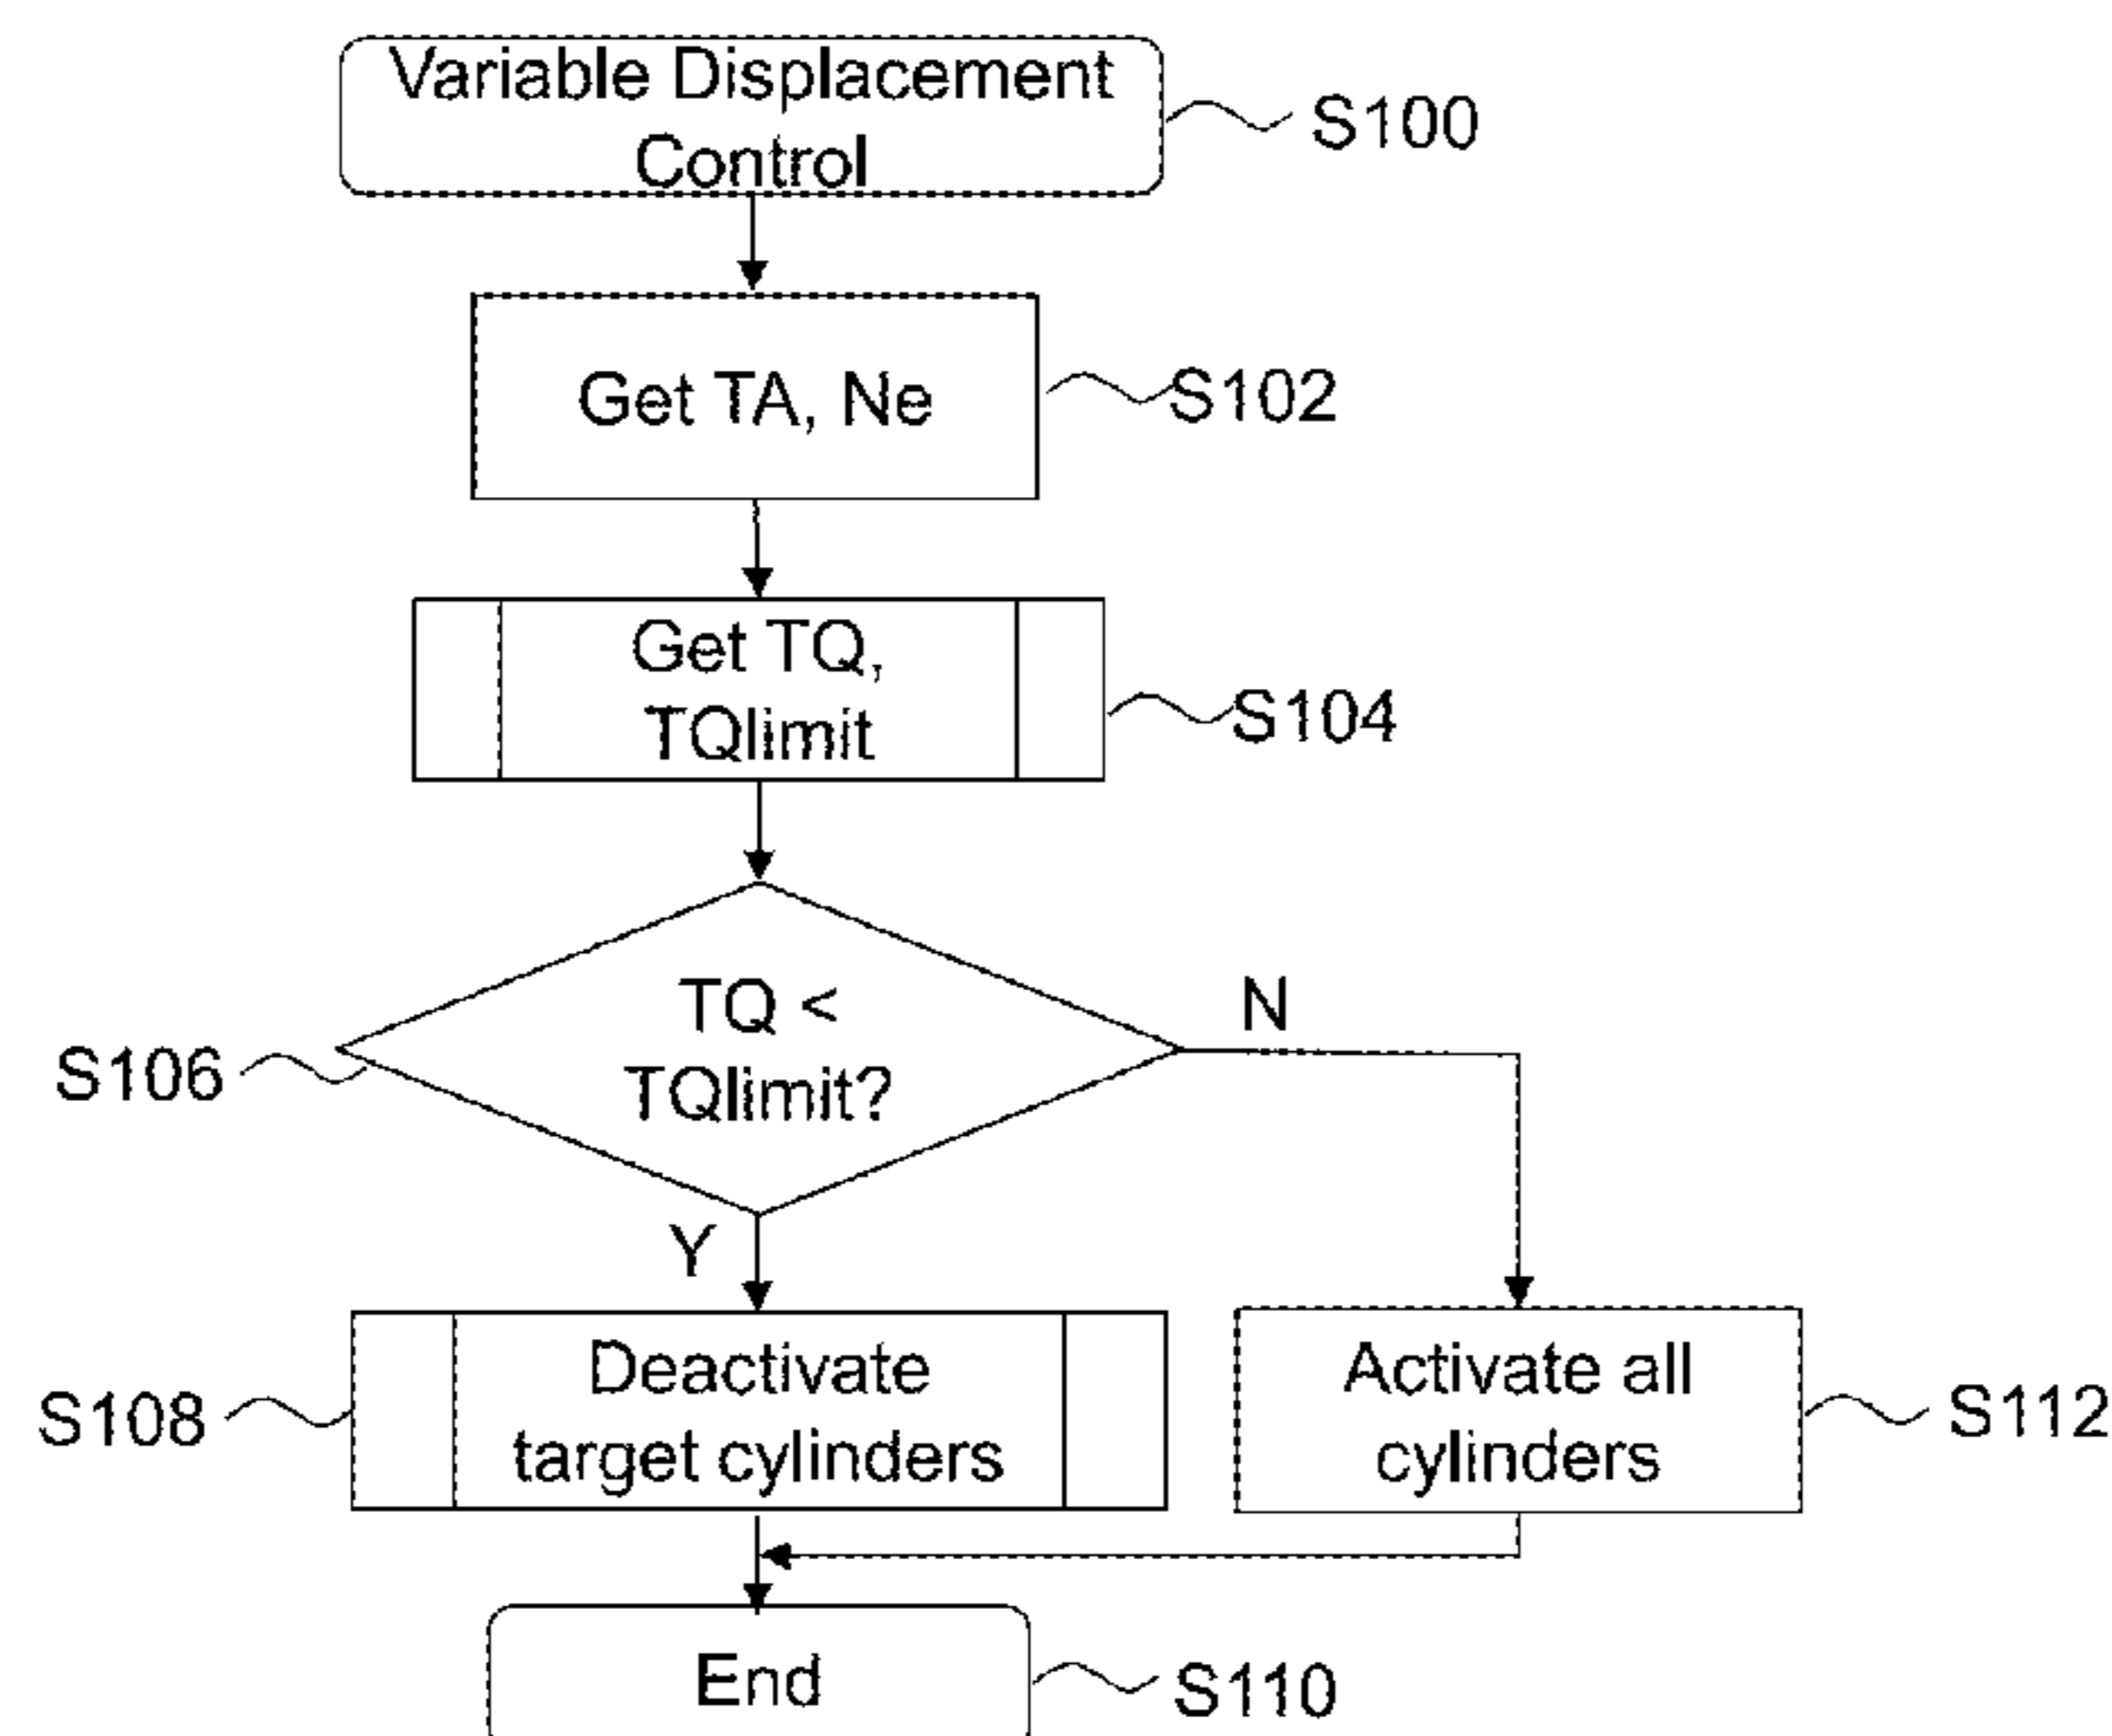 Variable Displacement
Control
S100
Get TA, Ne
S102
Get TQ,
TQlimit
S104
TQ <
TQlimit?
S106
N
Y
Deactivate
target cylinders
S108
Activate all
cylinders
S112
End
S110